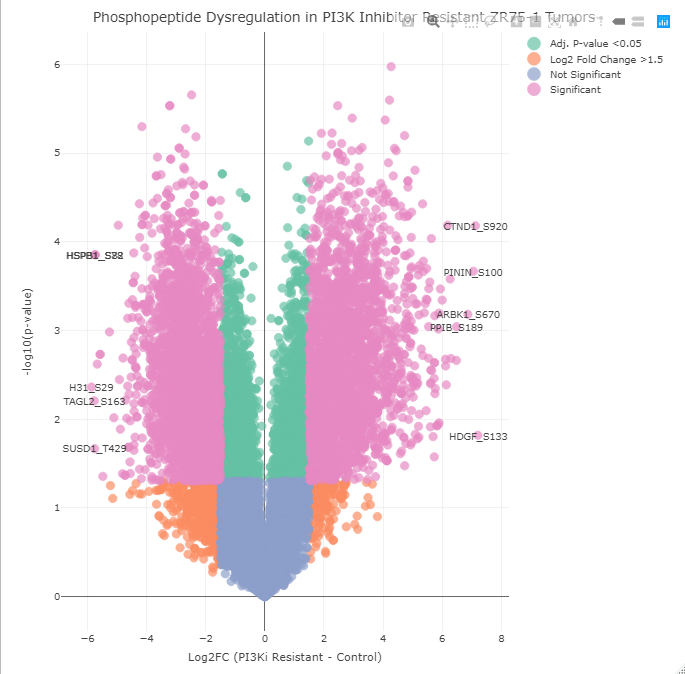 Phosphopeptide Dysregulation in PI3K Inhibitor Resistant ZR75-1 Tumors
Adj. P-value <0.05
Log2 Fold Change >1.5
Not Significant
Significant
6
5
4
3
2
1
0
-log10(p-value)
CTND1_S920
PININ_S100
ARBK1_S670
PPIB_S189
H31_S29
TAGL2_S163
SUSD1_T429
HDGF_S133
−6
−4
−2
0
2
4
6
8
Log2FC (PI3Ki Resistant - Control)